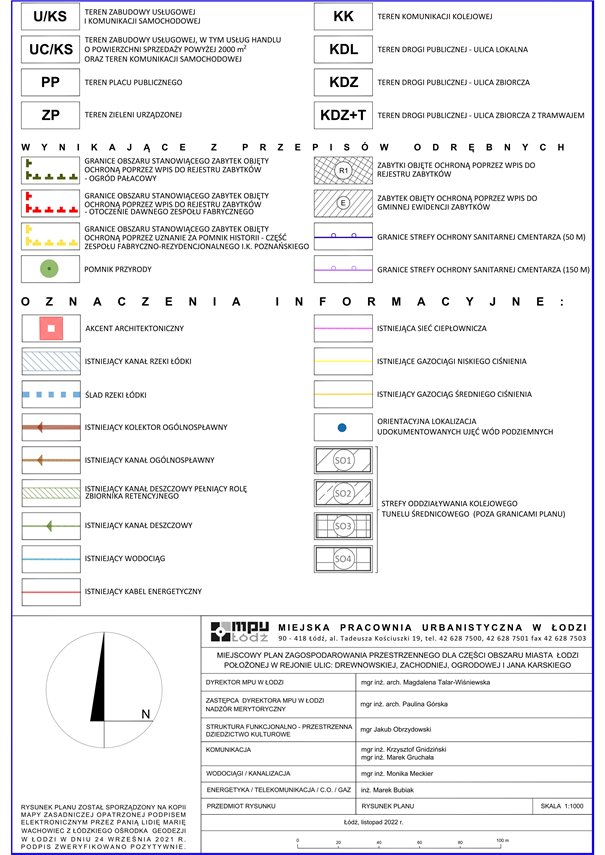 U/KS
TEREN ZABUDOWY USŁUGOWEJ
I KOMUNIKACJI SAMOCHODOWEJ
UC/KS
TEREN ZABUDOWY USŁUGOWEJ, W TYM USŁUG HANDLU
O POWIERZCHNI SPRZEDAŻY POWYŻEJ 2000 m²
ORAZ TEREN KOMUNIKACJI SAMOCHODOWEJ
PP
TEREN PLACU PUBLICZNEGO
ZP
TEREN ZIELENI URZĄDZONEJ
KK
TEREN KOMUNIKACJI KOLEJOWEJ
KDL
TEREN DROGI PUBLICZNEJ - ULICA LOKALNA
KDZ
TEREN DROGI PUBLICZNEJ - ULICA ZBIORCZA
KDZ+T
TEREN DROGI PUBLICZNEJ - ULICA ZBIORCZA Z TRAMWAJEM
WYNIKAJĄCE Z PRZEPISÓW ODRĘBNYCH
GRANICE OBSZARU STANOWIĄCEGO ZABYTEK OBJĘTY
OCHRONĄ POPRZEZ WPIS DO REJESTRU ZABYTKÓW
- OGRÓD PAŁACOWY
GRANICE OBSZARU STANOWIĄCEGO ZABYTEK OBJĘTY
OCHRONĄ POPRZEZ WPIS DO REJESTRU ZABYTKÓW
- OTOCZENIE DAWNEGO ZESPOŁU FABRYCZNEGO
GRANICE OBSZARU STANOWIĄCEGO ZABYTEK OBJĘTY
OCHRONĄ POPRZEZ UZNANIE ZA POMNIK HISTORII - CZĘŚĆ
ZESPOŁU FABRYCZNO-REZYDENCJONALNEGO I.K. POZNAŃSKIEGO
POMNIK PRZYRODY
R1
ZABYTKI OBJĘTE OCHRONĄ POPRZEZ WPIS DO
REJESTRU ZABYTKÓW
E
ZABYTEK OBJĘTY OCHRONĄ POPRZEZ WPIS DO
GMINNEJ EWIDENCJI ZABYTKÓW
GRANICE STREFY OCHRONY SANITARNEJ CMENTARZA (50 M)
GRANICE STREFY OCHRONY SANITARNEJ CMENTARZA (150 M)
OZNACZENIA INFORMACYJNE:
AKCENT ARCHITEKTONICZNY
ISTNIEJĄCY KANAŁ RZEKI ŁÓDKI
ŚLAD RZEKI ŁÓDKI
ISTNIEJĄCY KOLEKTOR OGÓLNOSPŁAWNY
ISTNIEJĄCY KANAŁ OGÓLNOSPŁAWNY
ISTNIEJĄCY KANAŁ DESZCZOWY PEŁNIĄCY ROLĘ
ZBIORNIKA RETENCYJNEGO
ISTNIEJĄCY KANAŁ DESZCZOWY
ISTNIEJĄCY WODOCIĄG
ISTNIEJĄCY KABEL ENERGETYCZNY
ISTNIEJĄCA SIEĆ CIEPŁOWNICZA
ISTNIEJĄCE GAZOCIĄGI NISKIEGO CIŚNIENIA
ISTNIEJĄCY GAZOCIĄG ŚREDNIEGO CIŚNIENIA
ORIENTACYJNA LOKALIZACJA
UDOKUMENTOWANYCH UJĘĆ WÓD PODZIEMNYCH
SO1
SO2
SO3
SO4
STREFY ODDZIAŁYWANIA KOLEJOWEGO
TUNELU ŚREDNICOWEGO (POZA GRANICAMI PLANU)
N
RYSUNEK PLANU ZOSTAŁ SPORZĄDZONY NA KOPII
MAPY ZASADNICZEJ OPATRZONEJ PODPISEM
ELEKTRONICZNYM PRZEZ PANIĄ LIDIĘ MARIĘ
WACHOWIEC Z ŁÓDZKIEGO OŚRODKA GEODEZJI
W ŁODZI W DNIU 24 WRZEŚNIA 2021 R.
PODPIS ZWERYFIKOWANO POZYTYWNIE.
mpu
Łódź
MIEJSKA PRACOWNIA URBANISTYCZNA W ŁODZI
90 - 418 Łódź, al. Tadeusza Kościuszki 19, tel. 42 628 7500, 42 628 7501 fax 42 628 7503
MIEJSCOWY PLAN ZAGOSPODAROWANIA PRZESTRZENNEGO DLA CZĘŚCI OBSZARU MIASTA ŁODZI
POŁOŻONEJ W REJONIE ULIC: DREWNOWSKIEJ, ZACHODNIEJ, OGRODOWEJ I JANA KARSKIEGO
DYREKTOR MPU W ŁODZI
mgr inż. arch. Magdalena Talar-Wiśniewska
ZASTĘPCA DYREKTORA MPU W ŁODZI
NADZÓR MERYTORYCZNY
mgr inż. arch. Paulina Górska
STRUKTURA FUNKCJONALNO - PRZESTRZENNA
DZIEDZICTWO KULTUROWE
mgr Jakub Obrzydowski
KOMUNIKACJA
mgr inż. Krzysztof Gnidziński
mgr inż. Marek Gruchała
WODOCIĄGI / KANALIZACJA
mgr inż. Monika Meckier
ENERGETYKA / TELEKOMUNIKACJA / C.O. / GAZ
inż. Marek Bubiak
PRZEDMIOT RYSUNKU
RYSUNEK PLANU
SKALA 1:1000
Łódź, listopad 2022 r.
0 20 40 60 80 100 m